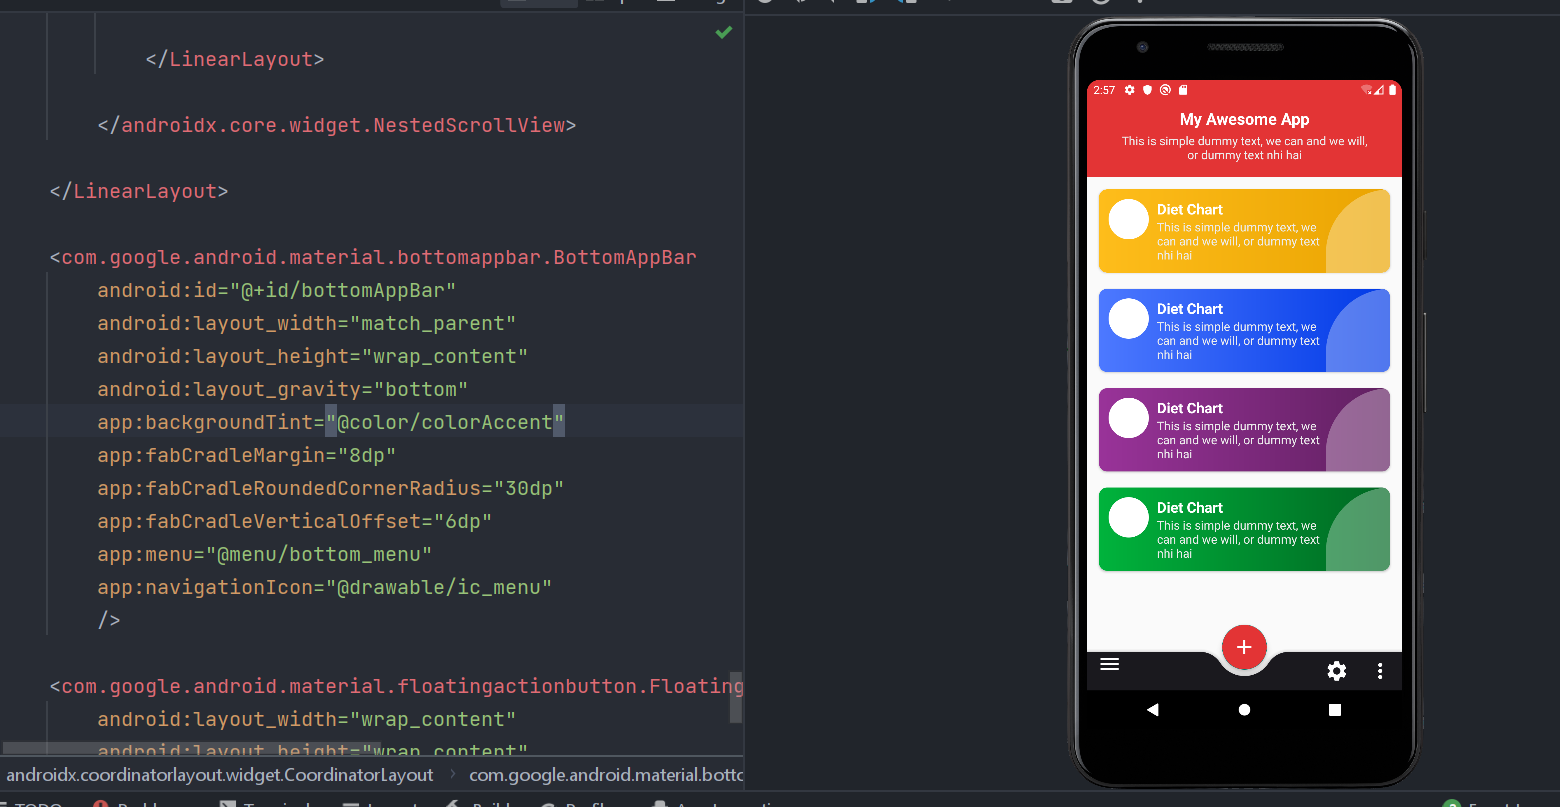 </LinearLayout>
</androidx.core.widget.NestedScrollView>
</LinearLayout>
<com.google.android.material.bottomappbar.BottomAppBar
android:id="@+id/bottomAppBar"
android:layout_width="match_parent"
android:layout_height="wrap_content"
android:layout_gravity="bottom"
app:backgroundTint="@color/colorAccent"
app:fabCradleMargin="8dp"
app:fabCradleRoundedCornerRadius="30dp"
app:fabCradleVerticalOffset="6dp"
app:menu="@menu/bottom_menu"
app:navigationIcon="@drawable/ic_menu"
/>
<com.google.android.material.floatingactionbutton.Floating
android:layout_width="wrap_content"
android:layout_height="wrap_content"
androidx.coordinatorlayout.widget.CoordinatorLayout > com.google.android.material.botto
TODO
2:57
My Awesome App
This is simple dummy text, we can and we will,
or dummy text nhi hai
Diet Chart
This is simple dummy text, we
can and we will, or dummy text
nhi hai
Diet Chart
This is simple dummy text, we
can and we will, or dummy text
nhi hai
Diet Chart
This is simple dummy text, we
can and we will, or dummy text
nhi hai
Diet Chart
This is simple dummy text, we
can and we will, or dummy text
nhi hai